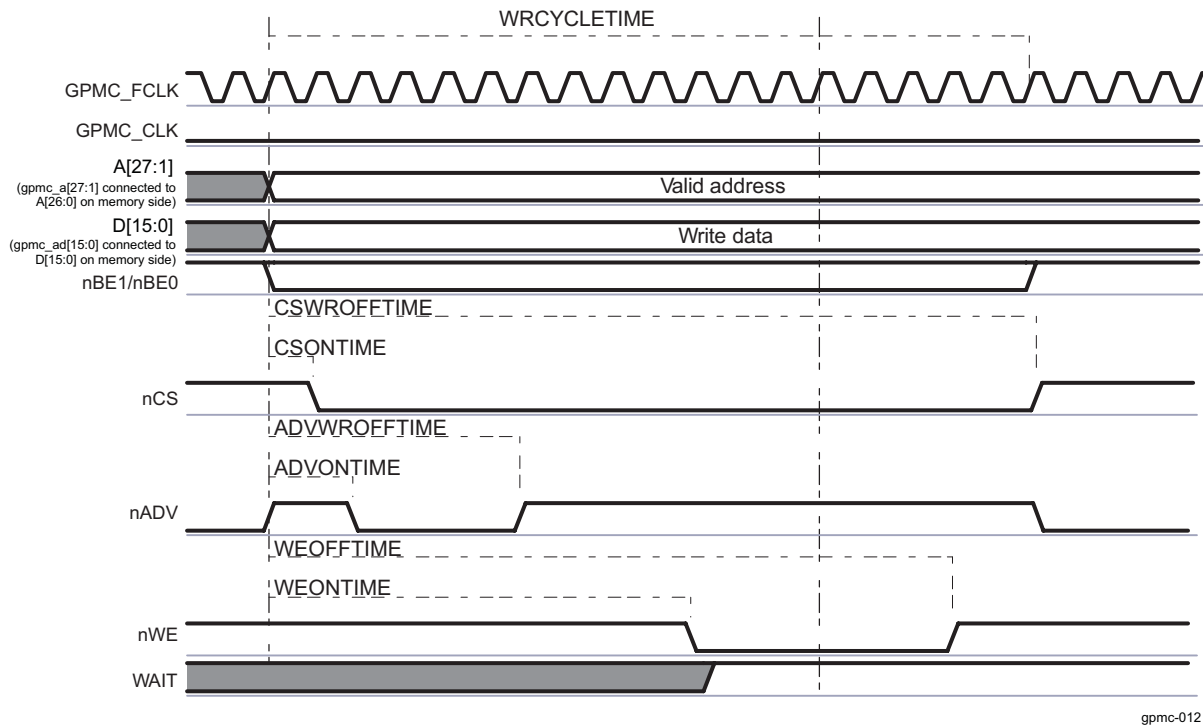 WRCYCLETIME
GPMC_FCLK
GPMC_CLK
A[27:1]
(gpmc_a[27:1] connected to
A[26:0] on memory side)
Valid address
D[15:0]
(gpmc_ad[15:0] connected to
D[15:0] on memory side)
Write data
nBE1/nBE0
CSWROFFTIME
CSONTIME
nCS
ADVWROFFTIME
ADVONTIME
nADV
WEOFFTIME
WEONTIME
nWE
WAIT
gpmc-012